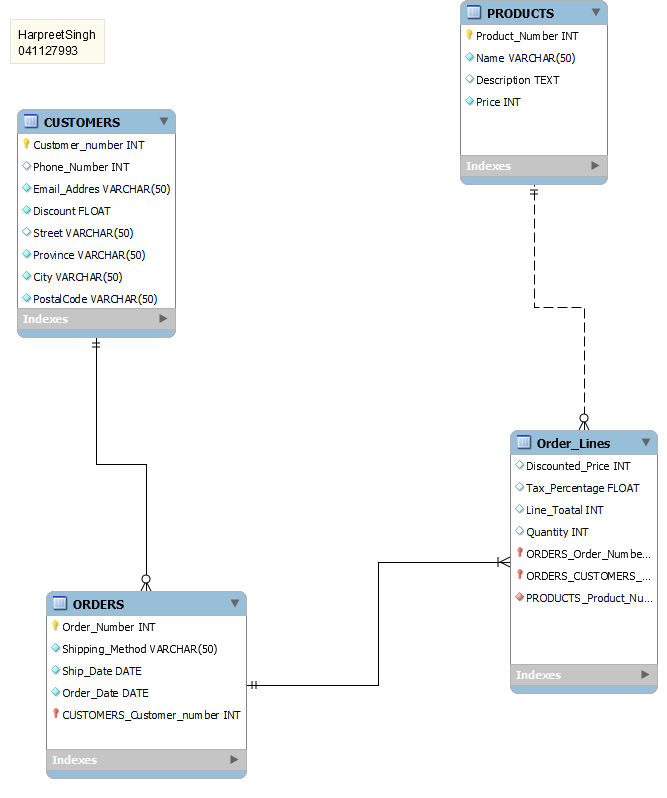 HarpreetSingh
041127993
PRODUCTS
Product_Number INT
Name VARCHAR(50)
Description TEXT
Price INT
Indexes
CUSTOMERS
Customer_number INT
Phone_Number INT
Email_Addres VARCHAR(50)
Discount FLOAT
Street VARCHAR(50)
Province VARCHAR(50)
City VARCHAR(50)
PostalCode VARCHAR(50)
Indexes
Order_Lines
Discounted_Price INT
Tax_Percentage FLOAT
Line_Toatal INT
Quantity INT
ORDERS_Order_Numbe...
ORDERS_CUSTOMERS_...
PRODUCTS_Product_Nu...
Indexes
ORDERS
Order_Number INT
Shipping_Method VARCHAR(50)
Ship_Date DATE
Order_Date DATE
CUSTOMERS_Customer_number INT
Indexes